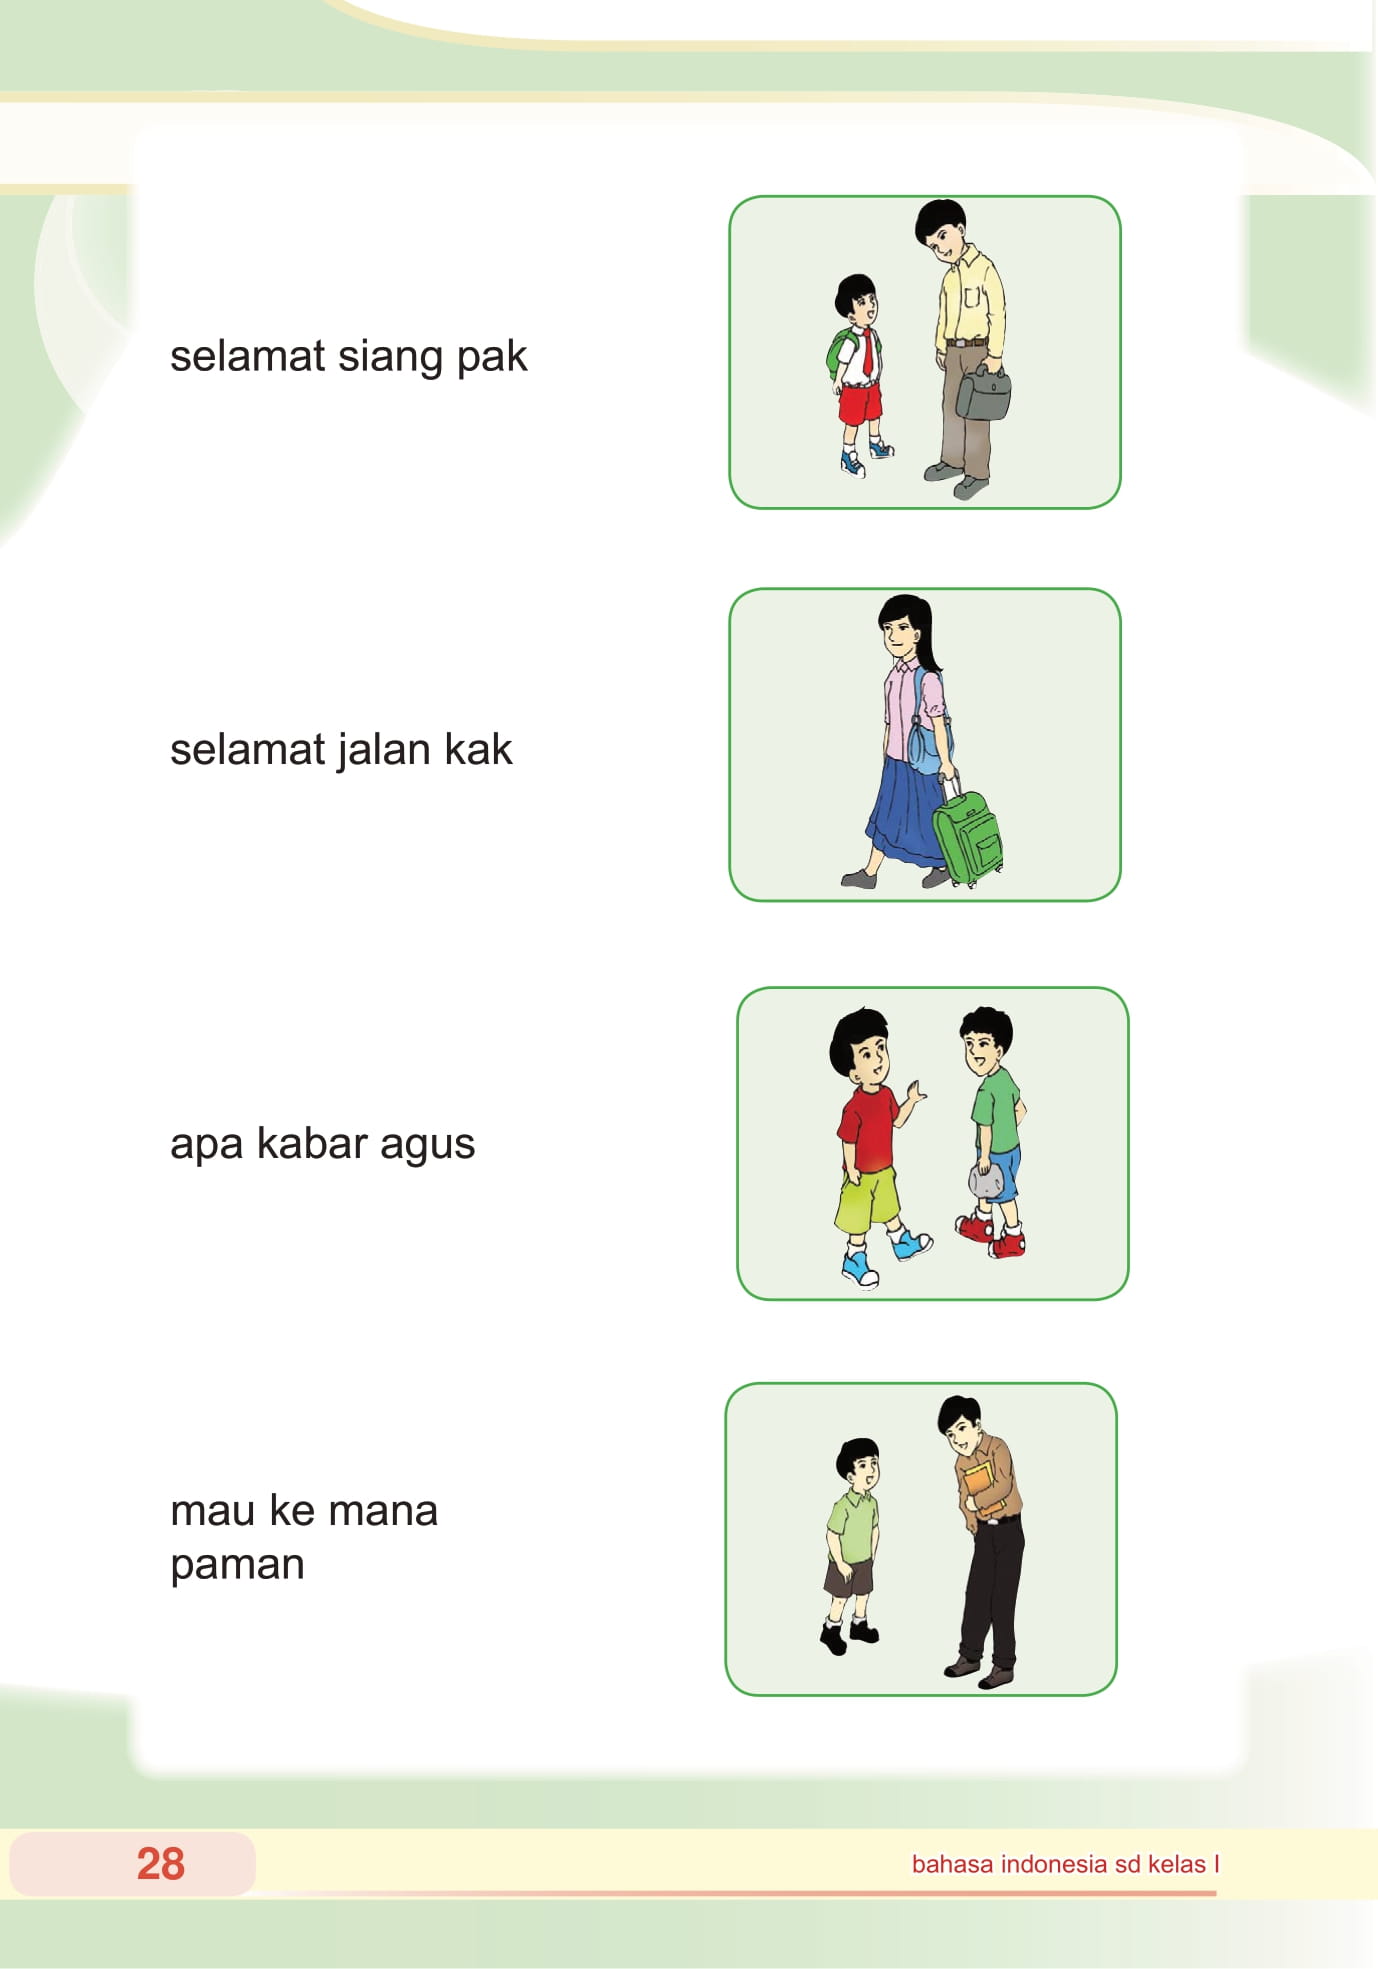 selamat siang pak
selamat jalan kak
apa kabar agus
mau ke mana
paman
28
bahasa indonesia sd kelas I